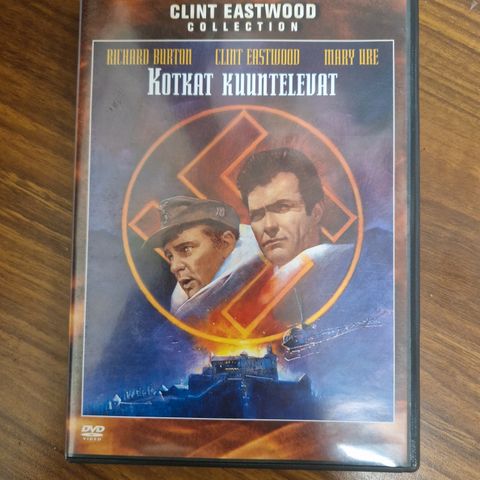 CLINT EASTWOOD
COLLECTION
RICHARD BURTON CLINT EASTWOOD MARY URE
KOTKAT KUUNTELEVAT
DVD
VIDEO